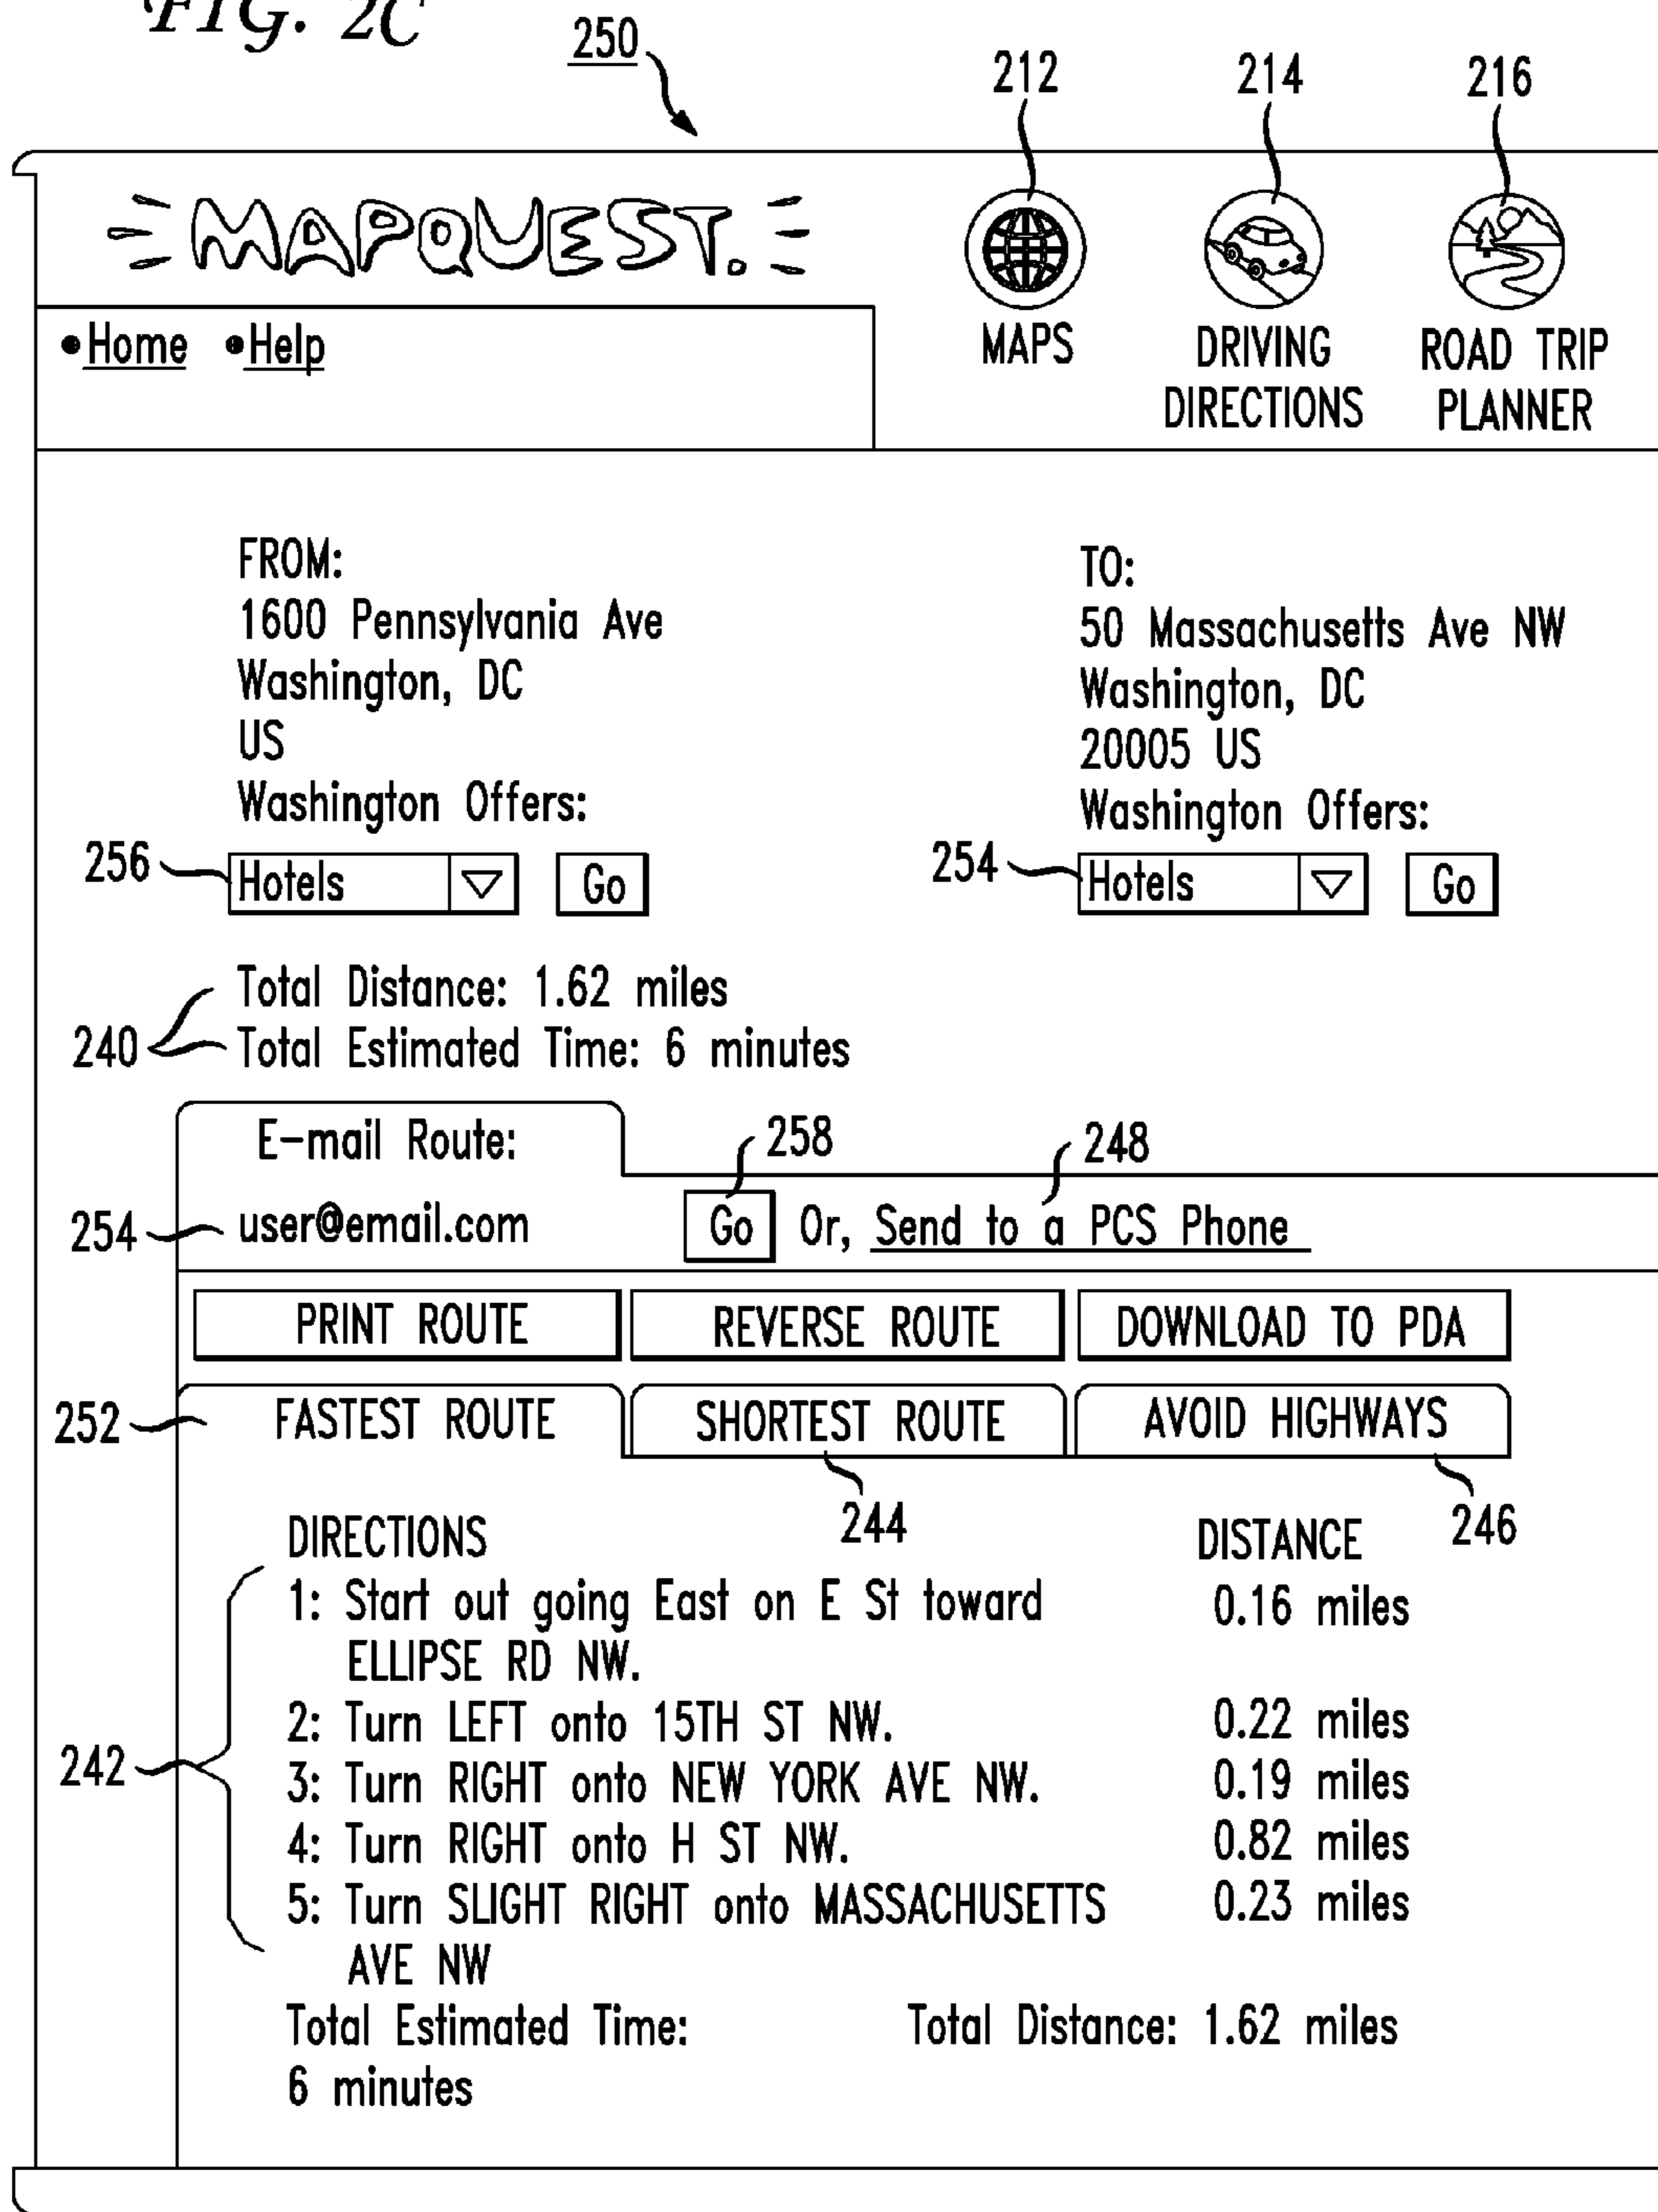 FIG. 2C
250
212 214 216
MAPQUEST.
•Home •Help
MAPS
DRIVING DIRECTIONS
ROAD TRIP PLANNER
FROM:
1600 Pennsylvania Ave
Washington, DC
US
Washington Offers:
256 Hotels Go
TO:
50 Massachusetts Ave NW
Washington, DC
20005 US
Washington Offers:
254 Hotels Go
Total Distance: 1.62 miles
240 Total Estimated Time: 6 minutes
E-mail Route:
258 248
254 user@email.com Go Or, Send to a PCS Phone
PRINT ROUTE REVERSE ROUTE DOWNLOAD TO PDA
252 FASTEST ROUTE SHORTEST ROUTE AVOID HIGHWAYS
244 246
DIRECTIONS DISTANCE
242
1: Start out going East on E St toward 0.16 miles
ELLIPSE RD NW.
2: Turn LEFT onto 15TH ST NW. 0.22 miles
3: Turn RIGHT onto NEW YORK AVE NW. 0.19 miles
4: Turn RIGHT onto H ST NW. 0.82 miles
5: Turn SLIGHT RIGHT onto MASSACHUSETTS 0.23 miles
AVE NW
Total Estimated Time: Total Distance: 1.62 miles
6 minutes